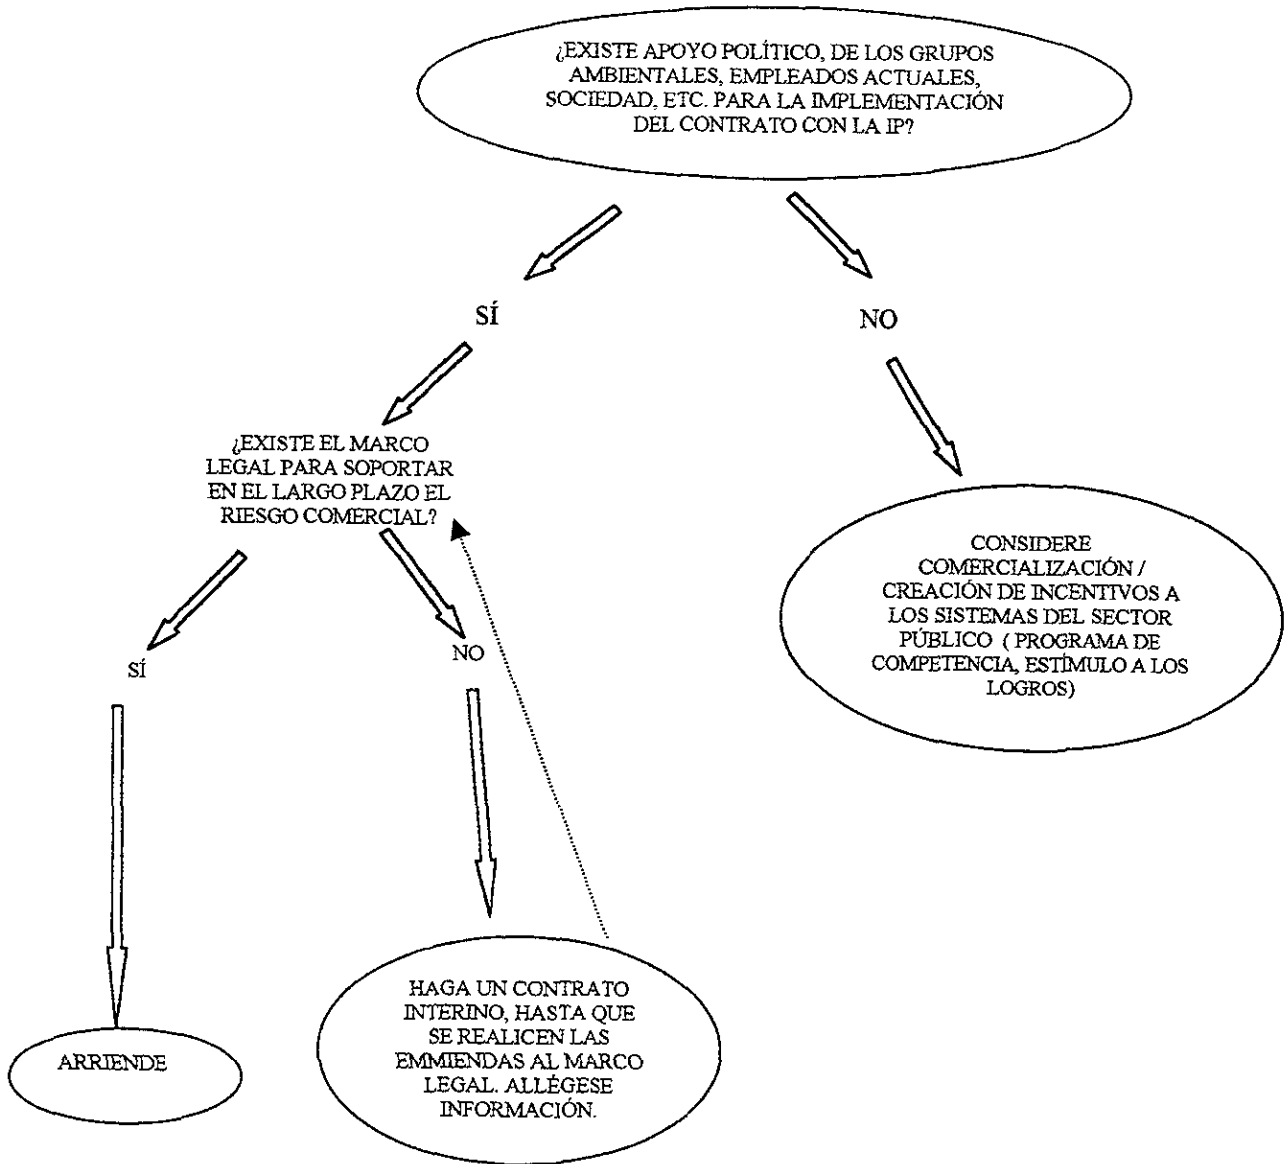 ¿EXISTE APOYO POLÍTICO, DE LOS GRUPOS
AMBIENTALES, EMPLEADOS ACTUALES,
SOCIEDAD, ETC. PARA LA IMPLEMENTACIÓN
DEL CONTRATO CON LA IP?
SÍ
NO
¿EXISTE EL MARCO
LEGAL PARA SOPORTAR
EN EL LARGO PLAZO EL
RIESGO COMERCIAL?
CONSIDERE
COMERCIALIZACIÓN /
CREACIÓN DE INCENTIVOS A
LOS SISTEMAS DEL SECTOR
PÚBLICO ( PROGRAMA DE
COMPETENCIA, ESTÍMULO A LOS
LOGROS)
SÍ
NO
ARRIENDE
HAGA UN CONTRATO
INTERINO, HASTA QUE
SE REALICEN LAS
EMMIENDAS AL MARCO
LEGAL. ALLÉGESE
INFORMACIÓN.